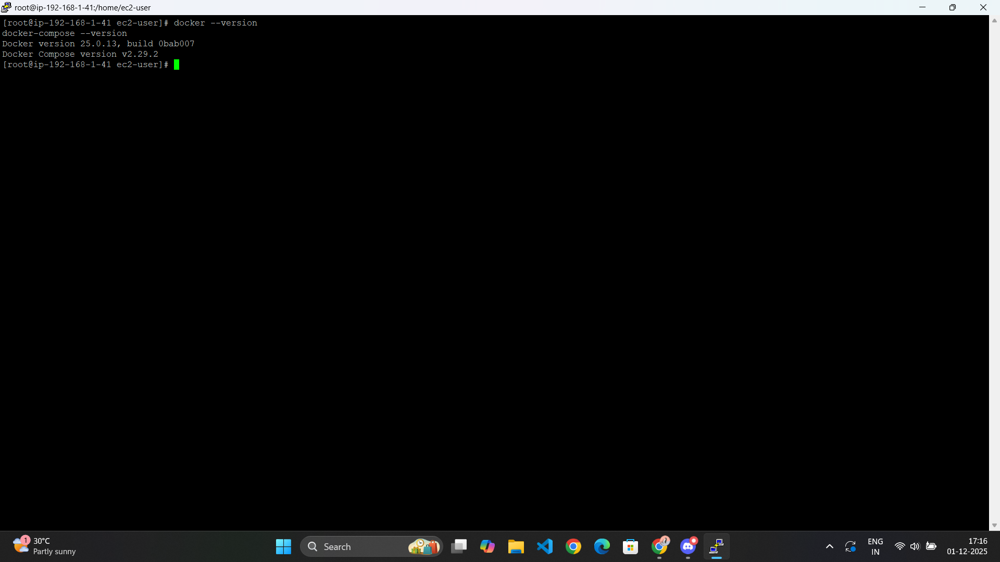 root@ip-192-168-1-41:/home/ec2-user
[root@ip-192-168-1-41 ec2-user]# docker --version
docker-compose --version
Docker version 25.0.13, build 0bab007
Docker Compose version v2.29.2
[root@ip-192-168-1-41 ec2-user]#
1
30°C
Partly sunny
Search
ENG
IN
17:16
01-12-2025